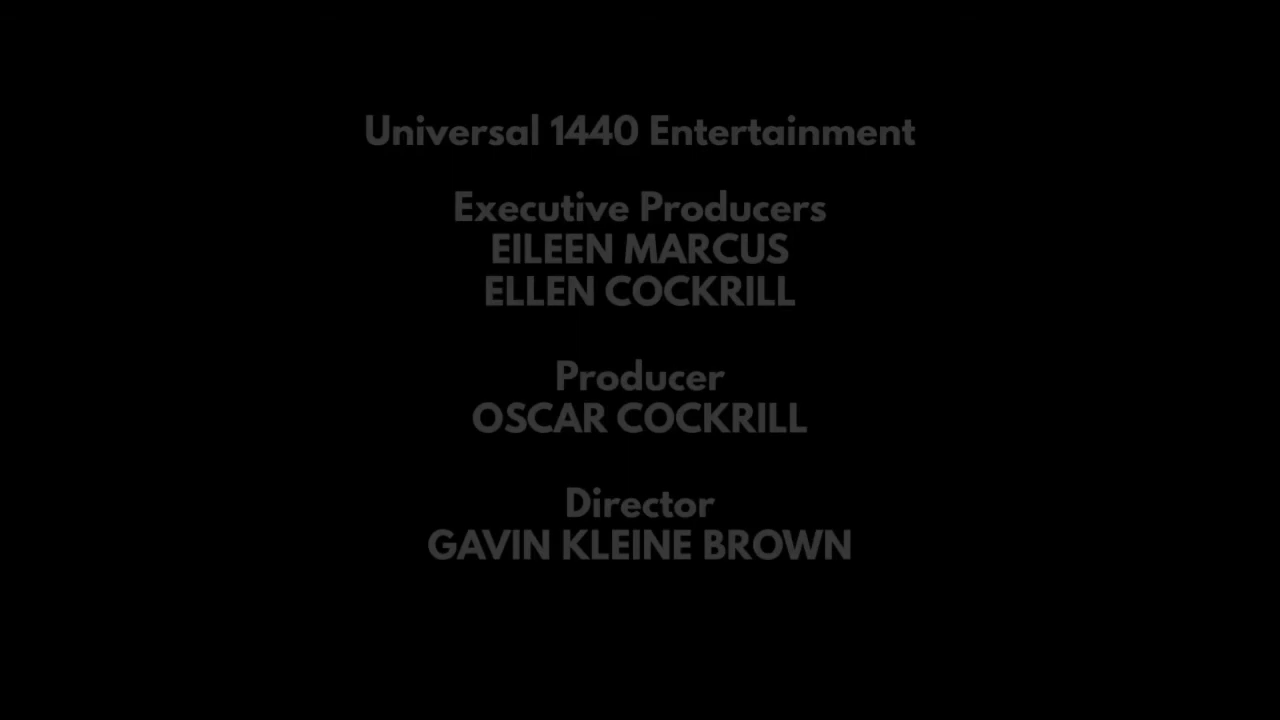 Universal 1440 Entertainment
Executive Producers
EILEEN MARCUS
ELLEN COCKRILL
Producer
OSCAR COCKRILL
Director
GAVIN KLEINE BROWN